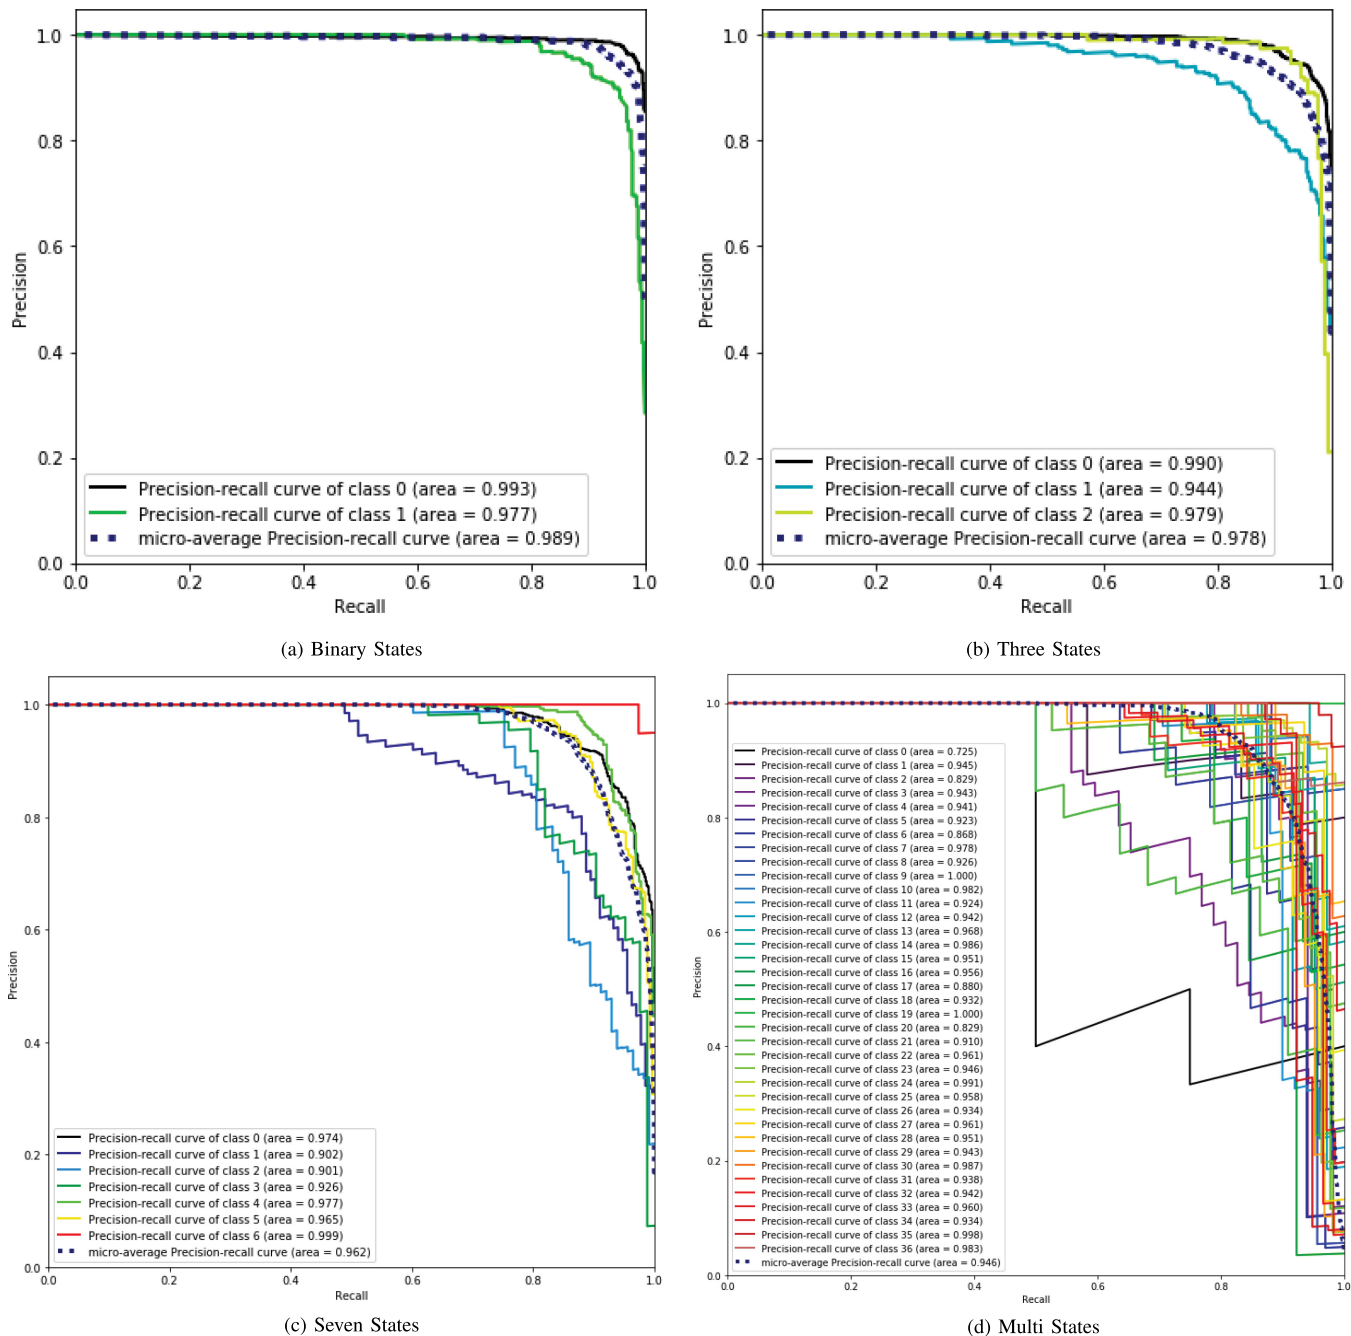 1.0
0.8
0.6
0.4
0.2
0.0
Precision
Precision-recall curve of class 0 (area = 0.993)
Precision-recall curve of class 1 (area = 0.977)
micro-average Precision-recall curve (area = 0.989)
0.0 0.2 0.4 0.6 0.8 1.0
Recall
(a) Binary States
1.0
0.8
0.6
0.4
0.2
0.0
Precision
Precision-recall curve of class 0 (area = 0.990)
Precision-recall curve of class 1 (area = 0.944)
Precision-recall curve of class 2 (area = 0.979)
micro-average Precision-recall curve (area = 0.978)
0.0 0.2 0.4 0.6 0.8 1.0
Recall
(b) Three States
1.0
0.8
0.6
0.4
0.2
0.0
Precision
Precision-recall curve of class 0 (area = 0.974)
Precision-recall curve of class 1 (area = 0.902)
Precision-recall curve of class 2 (area = 0.901)
Precision-recall curve of class 3 (area = 0.926)
Precision-recall curve of class 4 (area = 0.977)
Precision-recall curve of class 5 (area = 0.965)
Precision-recall curve of class 6 (area = 0.999)
micro-average Precision-recall curve (area = 0.962)
0.0 0.2 0.4 0.6 0.8 1.0
Recall
(c) Seven States
1.0
0.8
0.6
0.4
0.2
0.0
Precision
Precision-recall curve of class 0 (area = 0.725)
Precision-recall curve of class 1 (area = 0.945)
Precision-recall curve of class 2 (area = 0.829)
Precision-recall curve of class 3 (area = 0.943)
Precision-recall curve of class 4 (area = 0.941)
Precision-recall curve of class 5 (area = 0.923)
Precision-recall curve of class 6 (area = 0.868)
Precision-recall curve of class 7 (area = 0.978)
Precision-recall curve of class 8 (area = 0.926)
Precision-recall curve of class 9 (area = 1.000)
Precision-recall curve of class 10 (area = 0.982)
Precision-recall curve of class 11 (area = 0.924)
Precision-recall curve of class 12 (area = 0.942)
Precision-recall curve of class 13 (area = 0.968)
Precision-recall curve of class 14 (area = 0.986)
Precision-recall curve of class 15 (area = 0.951)
Precision-recall curve of class 16 (area = 0.956)
Precision-recall curve of class 17 (area = 0.880)
Precision-recall curve of class 18 (area = 0.932)
Precision-recall curve of class 19 (area = 1.000)
Precision-recall curve of class 20 (area = 0.829)
Precision-recall curve of class 21 (area = 0.910)
Precision-recall curve of class 22 (area = 0.961)
Precision-recall curve of class 23 (area = 0.946)
Precision-recall curve of class 24 (area = 0.991)
Precision-recall curve of class 25 (area = 0.958)
Precision-recall curve of class 26 (area = 0.934)
Precision-recall curve of class 27 (area = 0.961)
Precision-recall curve of class 28 (area = 0.951)
Precision-recall curve of class 29 (area = 0.943)
Precision-recall curve of class 30 (area = 0.987)
Precision-recall curve of class 31 (area = 0.938)
Precision-recall curve of class 32 (area = 0.942)
Precision-recall curve of class 33 (area = 0.960)
Precision-recall curve of class 34 (area = 0.934)
Precision-recall curve of class 35 (area = 0.998)
Precision-recall curve of class 36 (area = 0.983)
micro-average Precision-recall curve (area = 0.946)
0.0 0.2 0.4 0.6 0.8 1.0
Recall
(d) Multi States